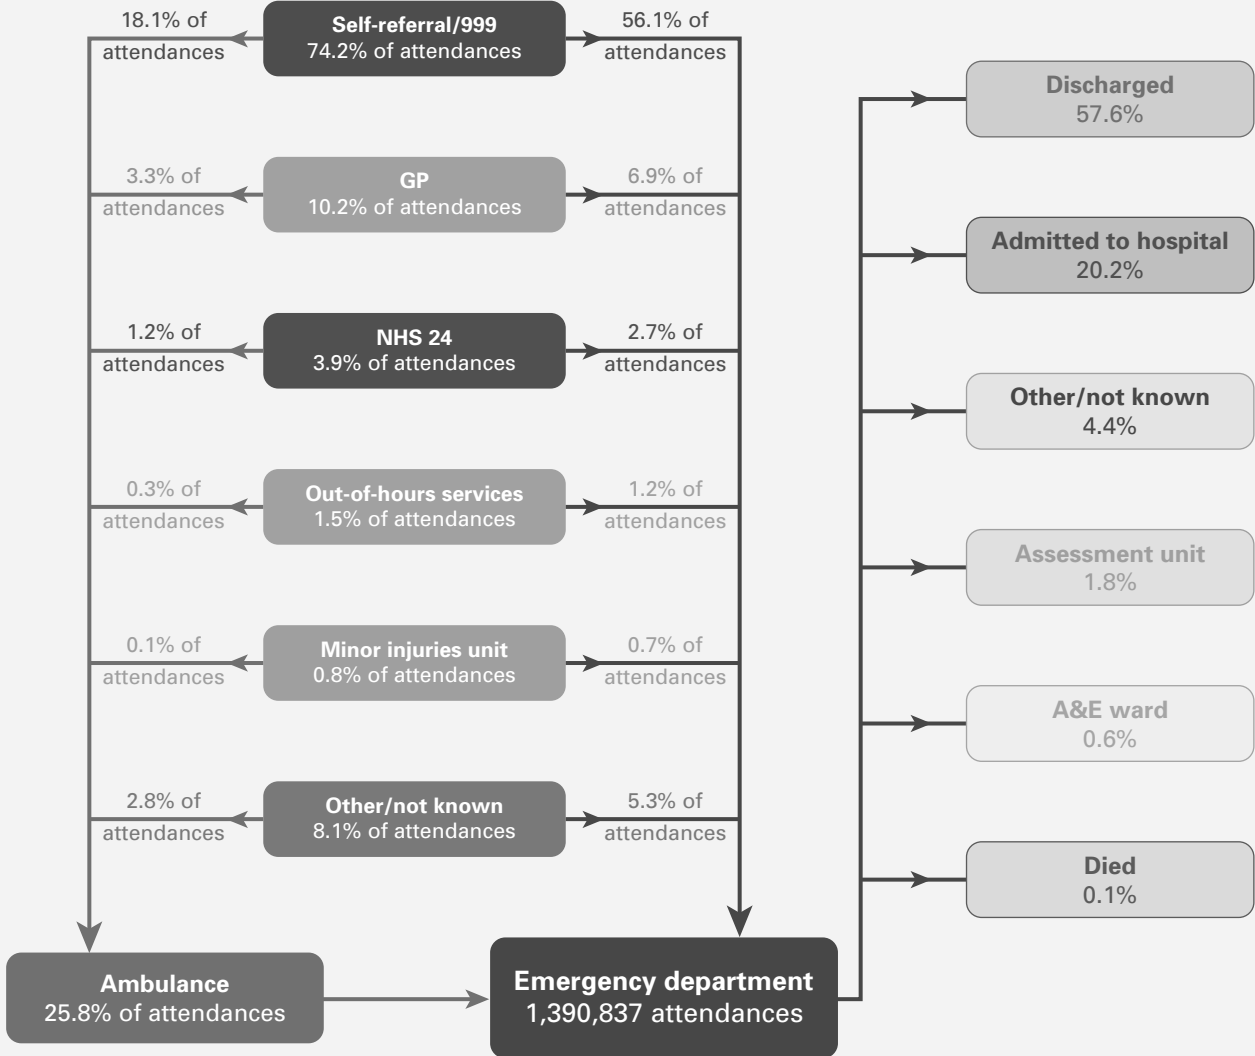 18.1% of
attendances
Self-referral/999
74.2% of attendances
56.1% of
attendances
3.3% of
attendances
GP
10.2% of attendances
6.9% of
attendances
1.2% of
attendances
NHS 24
3.9% of attendances
2.7% of
attendances
0.3% of
attendances
Out-of-hours services
1.5% of attendances
1.2% of
attendances
0.1% of
attendances
Minor injuries unit
0.8% of attendances
0.7% of
attendances
2.8% of
attendances
Other/not known
8.1% of attendances
5.3% of
attendances
Ambulance
25.8% of attendances
Emergency department
1,390,837 attendances
Discharged
57.6%
Admitted to hospital
20.2%
Other/not known
4.4%
Assessment unit
1.8%
A&E ward
0.6%
Died
0.1%